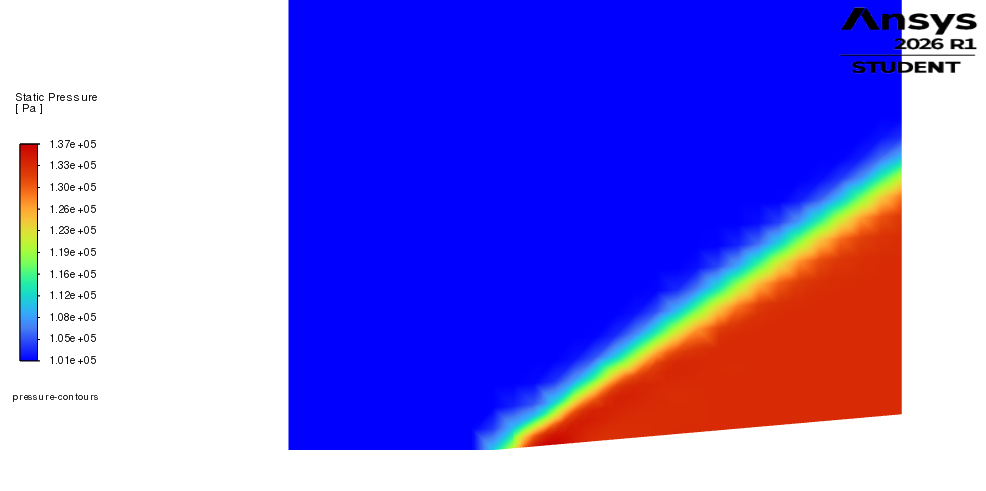 Ansys
2026 R1
STUDENT
Static Pressure
[ Pa ]
1.37e+05
1.33e+05
1.30e+05
1.26e+05
1.23e+05
1.19e+05
1.16e+05
1.12e+05
1.08e+05
1.05e+05
1.01e+05
pressure-contours